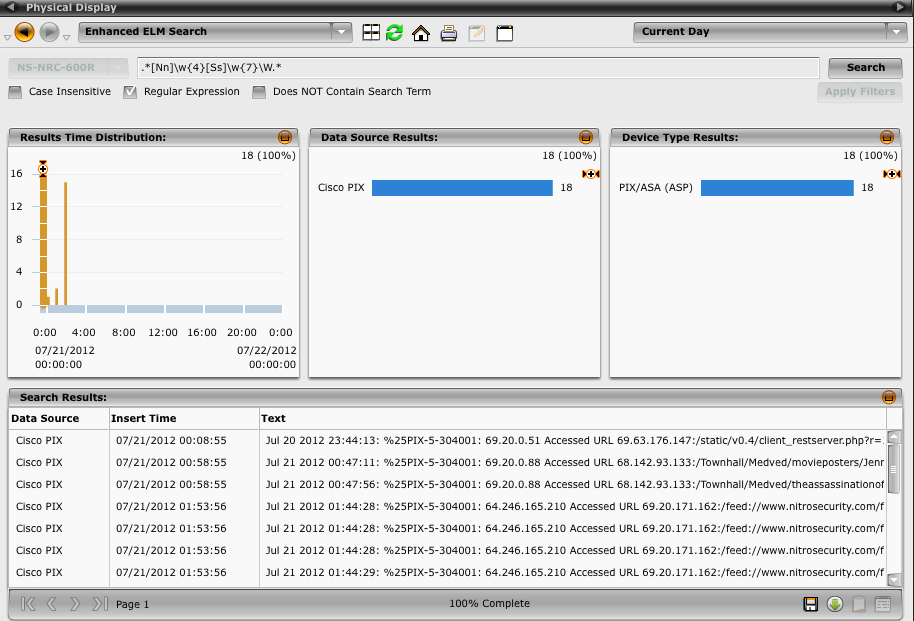 Physical Display
Enhanced ELM Search
Current Day
NS-NRC-600R
.*[Nn]\w{4}[Ss]\w{7}\W.*
Search
Case Insensitive
Regular Expression
Does NOT Contain Search Term
Apply Filters
Results Time Distribution:
18 (100%)
16
12
8
4
0
0:00 4:00 8:00 12:00 16:00 20:00 0:00
07/21/2012 07/22/2012
00:00:00 00:00:00
Data Source Results:
18 (100%)
Cisco PIX 18
Device Type Results:
18 (100%)
PIX/ASA (ASP) 18
Search Results:
Data Source Insert Time Text
Cisco PIX 07/21/2012 00:08:55 Jul 20 2012 23:44:13: %25PIX-5-304001: 69.20.0.51 Accessed URL 69.63.176.147:/static/v0.4/client_restserver.php?r=
Cisco PIX 07/21/2012 00:58:55 Jul 21 2012 00:47:11: %25PIX-5-304001: 69.20.0.88 Accessed URL 68.142.93.133:/Townhall/Medved/movieposters/Jenr
Cisco PIX 07/21/2012 00:58:55 Jul 21 2012 00:47:56: %25PIX-5-304001: 69.20.0.88 Accessed URL 68.142.93.133:/Townhall/Medved/theassassinationof
Cisco PIX 07/21/2012 01:53:56 Jul 21 2012 01:44:28: %25PIX-5-304001: 64.246.165.210 Accessed URL 69.20.171.162:/feed://www.nitrosecurity.com/f
Cisco PIX 07/21/2012 01:53:56 Jul 21 2012 01:44:28: %25PIX-5-304001: 64.246.165.210 Accessed URL 69.20.171.162:/feed://www.nitrosecurity.com/f
Cisco PIX 07/21/2012 01:53:56 Jul 21 2012 01:44:28: %25PIX-5-304001: 64.246.165.210 Accessed URL 69.20.171.162:/feed://www.nitrosecurity.com/f
Cisco PIX 07/21/2012 01:53:56 Jul 21 2012 01:44:29: %25PIX-5-304001: 64.246.165.210 Accessed URL 69.20.171.162:/feed://www.nitrosecurity.com/f
Page 1
100% Complete